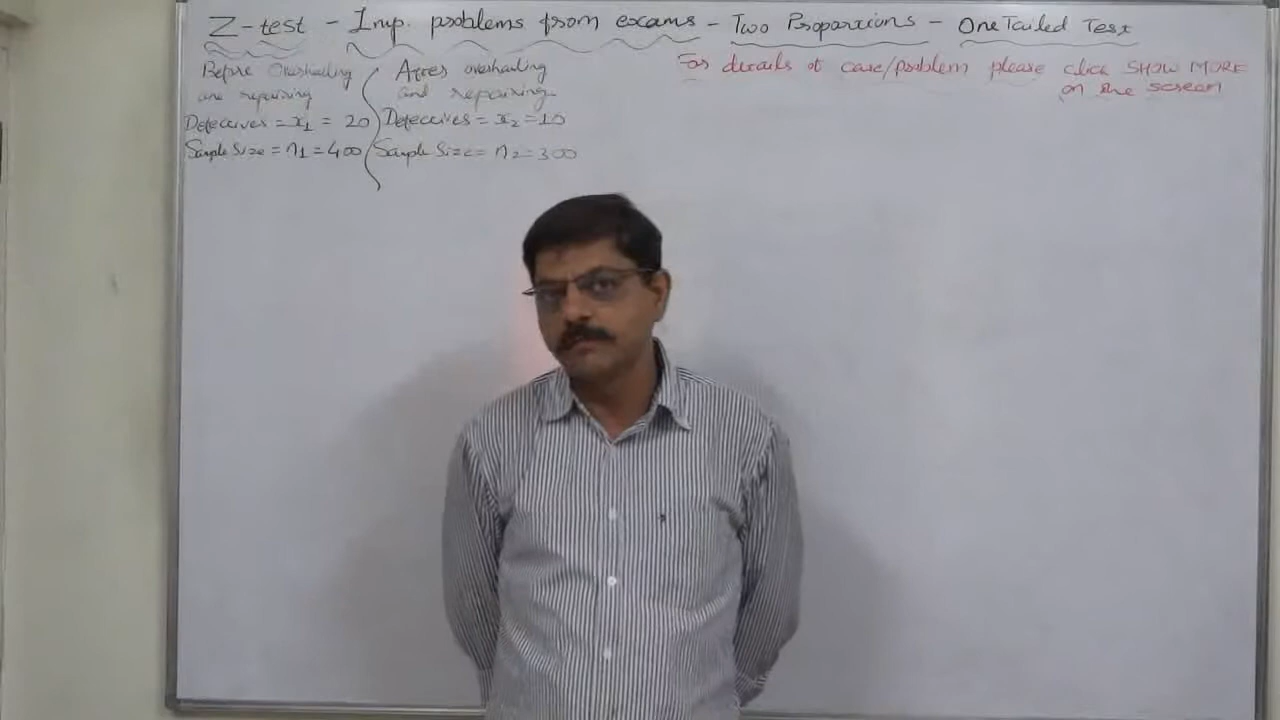 Z-test - Imp. problems from exams - Two Proportions - One Tailed Test
For details of case/problem please click SHOW MORE
on the screen
Before Overhauling
and repairing
Defectives = x1 = 20
Sample Size = n1 = 400
After overhauling
and repairing
Defectives = x2 = 10
Sample Size = n2 = 300